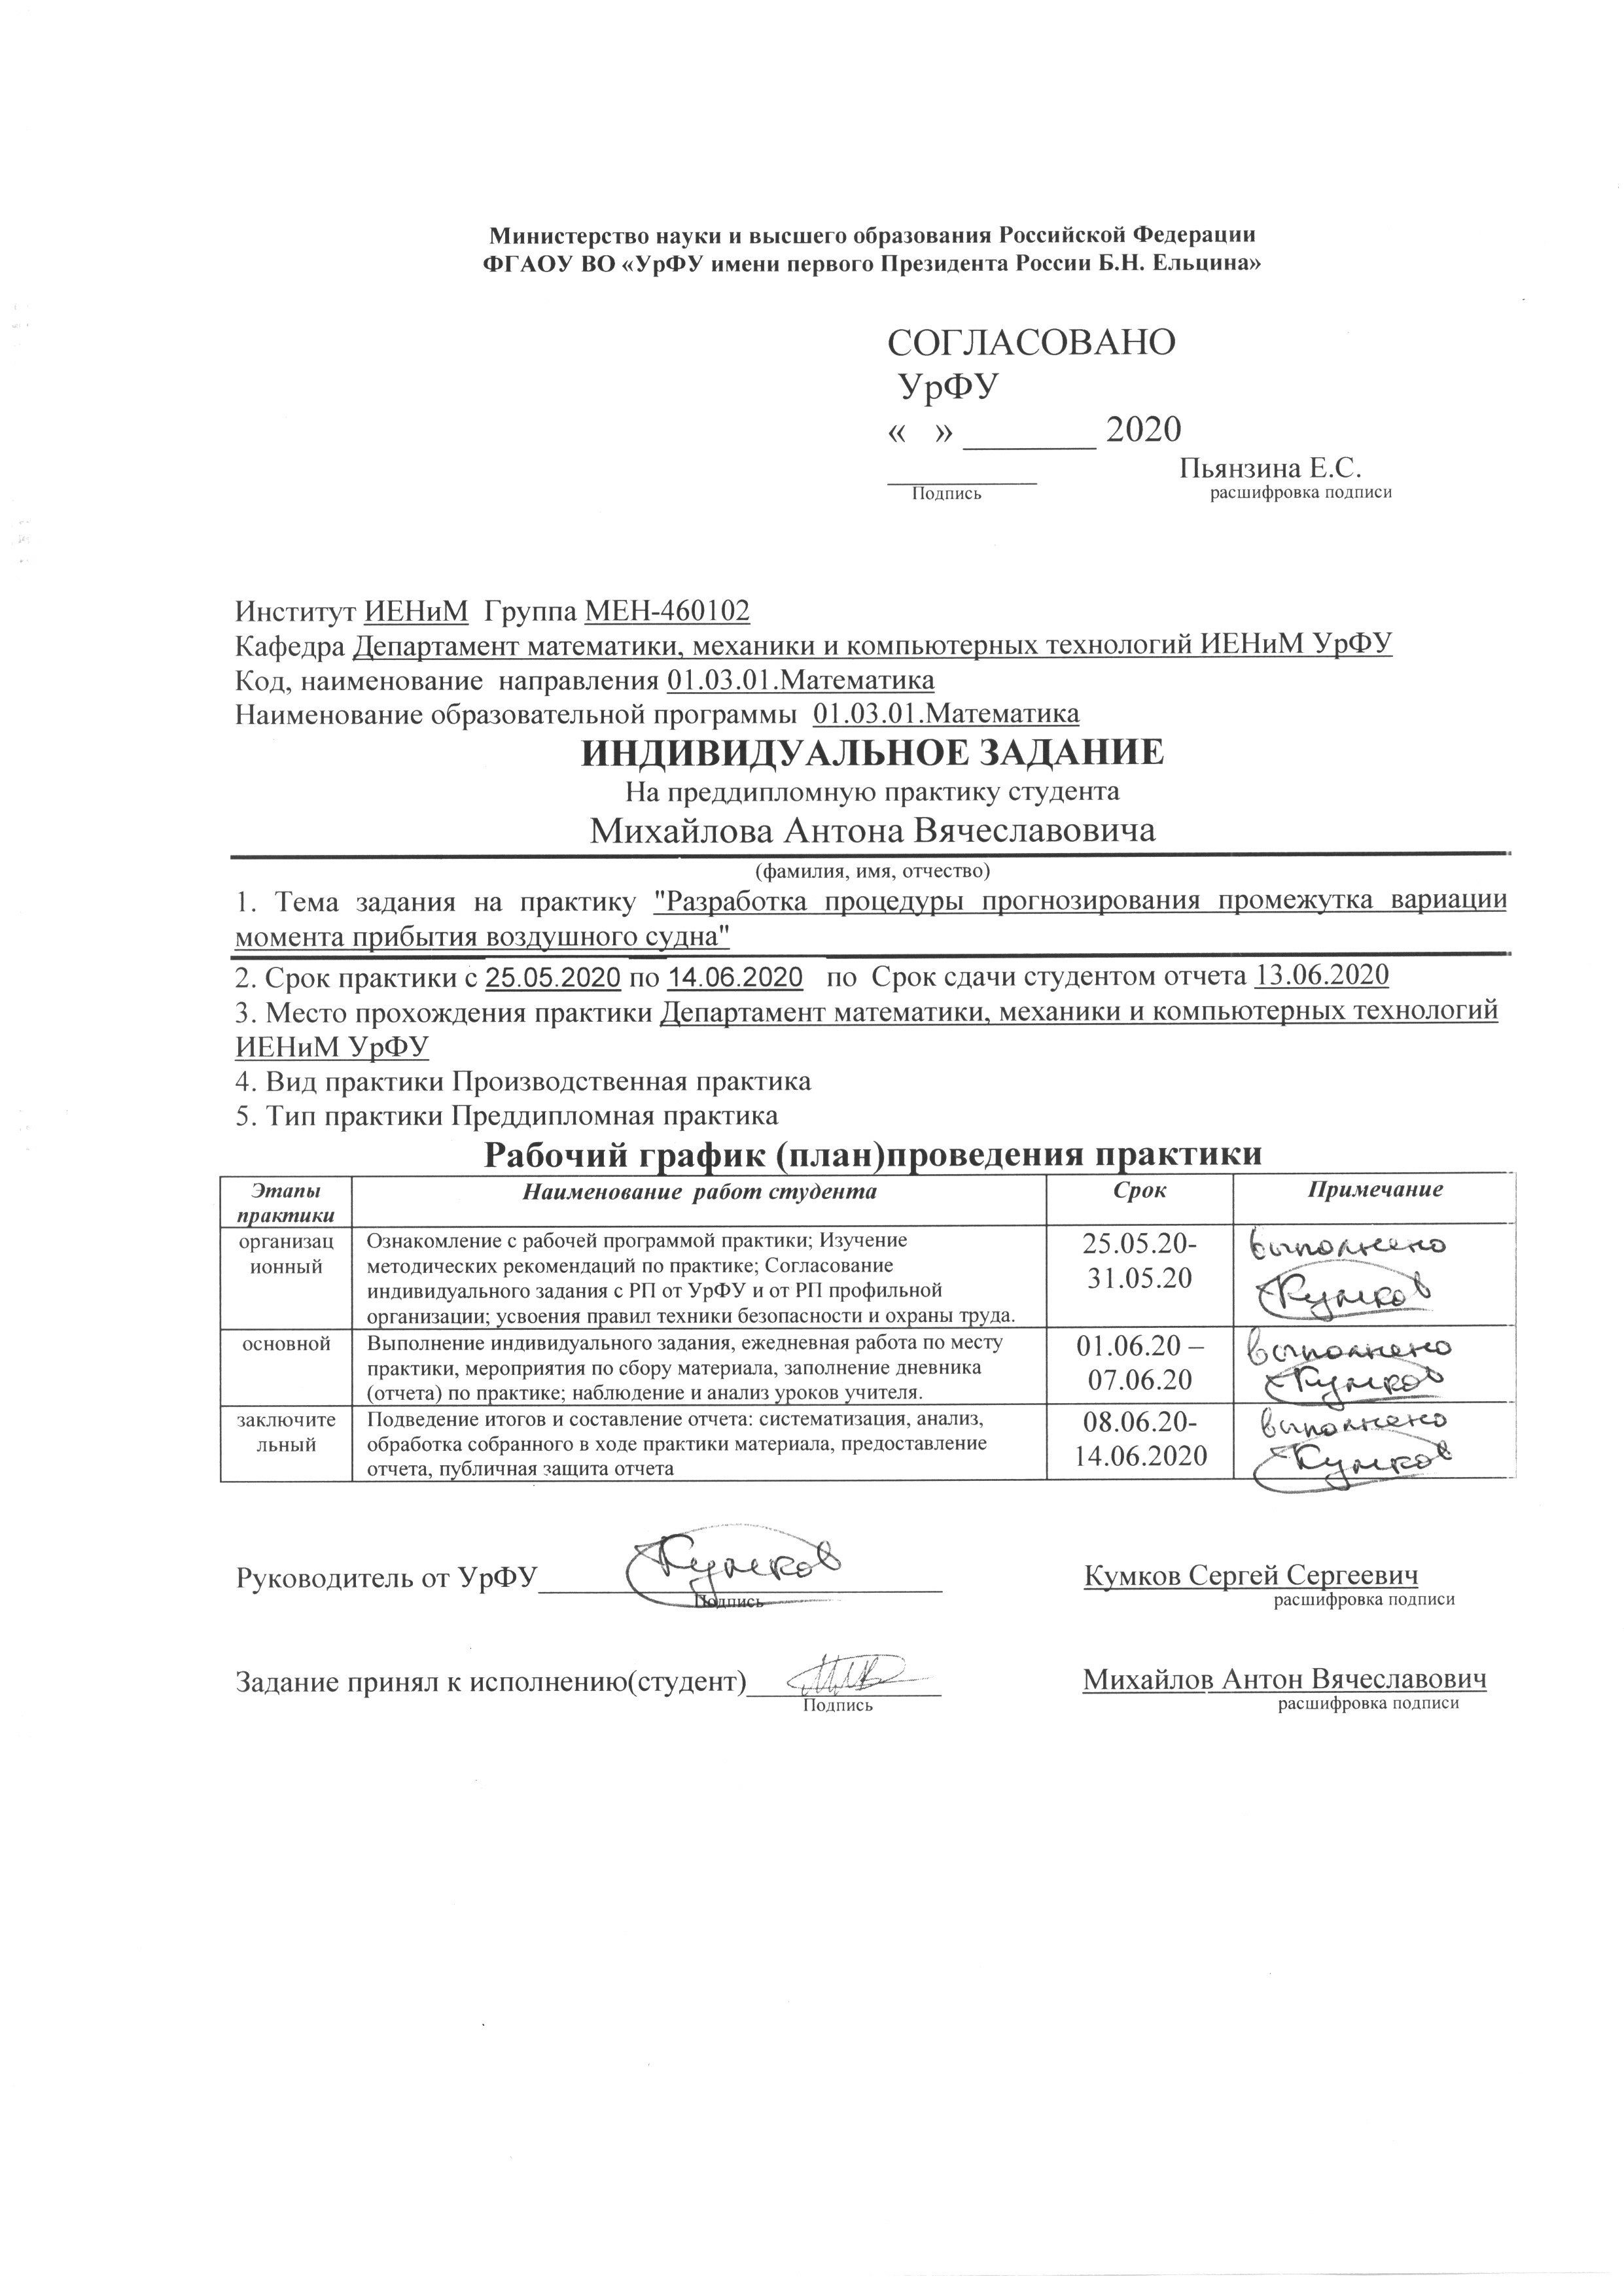 Министерство науки и высшего образования Российской Федерации
ФГАОУ ВО «УрФУ имени первого Президента России Б.Н. Ельцина»
СОГЛАСОВАНО
УрФУ
«   » ________ 2020
__________ Пьянзина Е.С.
Подпись расшифровка подписи
Институт ИЕНиМ Группа МЕН-460102
Кафедра Департамент математики, механики и компьютерных технологий ИЕНиМ УрФУ
Код, наименование направления 01.03.01.Математика
Наименование образовательной программы 01.03.01.Математика
ИНДИВИДУАЛЬНОЕ ЗАДАНИЕ
На преддипломную практику студента
Михайлова Антона Вячеславовича
(фамилия, имя, отчество)
1. Тема задания на практику "Разработка процедуры прогнозирования промежутка вариации
момента прибытия воздушного судна"
2. Срок практики с 25.05.2020 по 14.06.2020 по Срок сдачи студентом отчета 13.06.2020
3. Место прохождения практики Департамент математики, механики и компьютерных технологий
ИЕНиМ УрФУ
4. Вид практики Производственная практика
5. Тип практики Преддипломная практика
Рабочий график (план)проведения практики
Этапы
практики
Наименование работ студента
Срок
Примечание
организац
ионный
Ознакомление с рабочей программой практики; Изучение
методических рекомендаций по практике; Согласование
индивидуального задания с РП от УрФУ и от РП профильной
организации; усвоения правил техники безопасности и охраны труда.
25.05.20-
31.05.20
выполнено
Кумков
основной
Выполнение индивидуального задания, ежедневная работа по месту
практики, мероприятия по сбору материала, заполнение дневника
(отчета) по практике; наблюдение и анализ уроков учителя.
01.06.20 –
07.06.20
выполнено
Кумков
заключите
льный
Подведение итогов и составление отчета: систематизация, анализ,
обработка собранного в ходе практики материала, предоставление
отчета, публичная защита отчета
08.06.20-
14.06.2020
выполнено
Кумков
Руководитель от УрФУ Кумков Кумков Сергей Сергеевич
Подпись расшифровка подписи
Задание принял к исполнению(студент) Михайлов Антон Вячеславович
Подпись расшифровка подписи